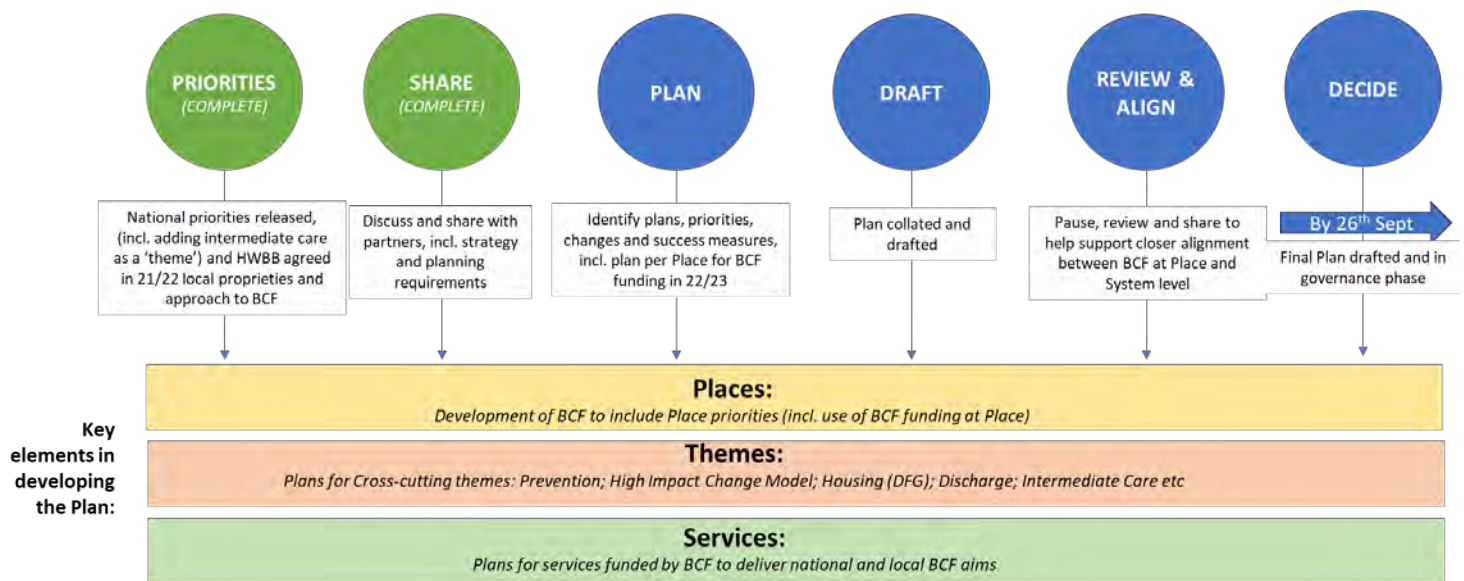 PRIORITIES
(COMPLETE)
SHARE
(COMPLETE)
PLAN
DRAFT
REVIEW &
ALIGN
DECIDE
National priorities released,
(incl. adding intermediate care
as a ‘theme’) and HWBB agreed
in 21/22 local proprieties and
approach to BCF
Discuss and share with
partners, incl. strategy
and planning
requirements
Identify plans, priorities,
changes and success measures,
incl. plan per Place for BCF
funding in 22/23
Plan collated and
drafted
Pause, review and share to
help support closer alignment
between BCF at Place and
System level
By 26th Sept
Final Plan drafted and in
governance phase
Key
elements in
developing
the Plan:
Places:
Development of BCF to include Place priorities (incl. use of BCF funding at Place)
Themes:
Plans for Cross-cutting themes: Prevention; High Impact Change Model; Housing (DFG); Discharge; Intermediate Care etc
Services:
Plans for services funded by BCF to deliver national and local BCF aims